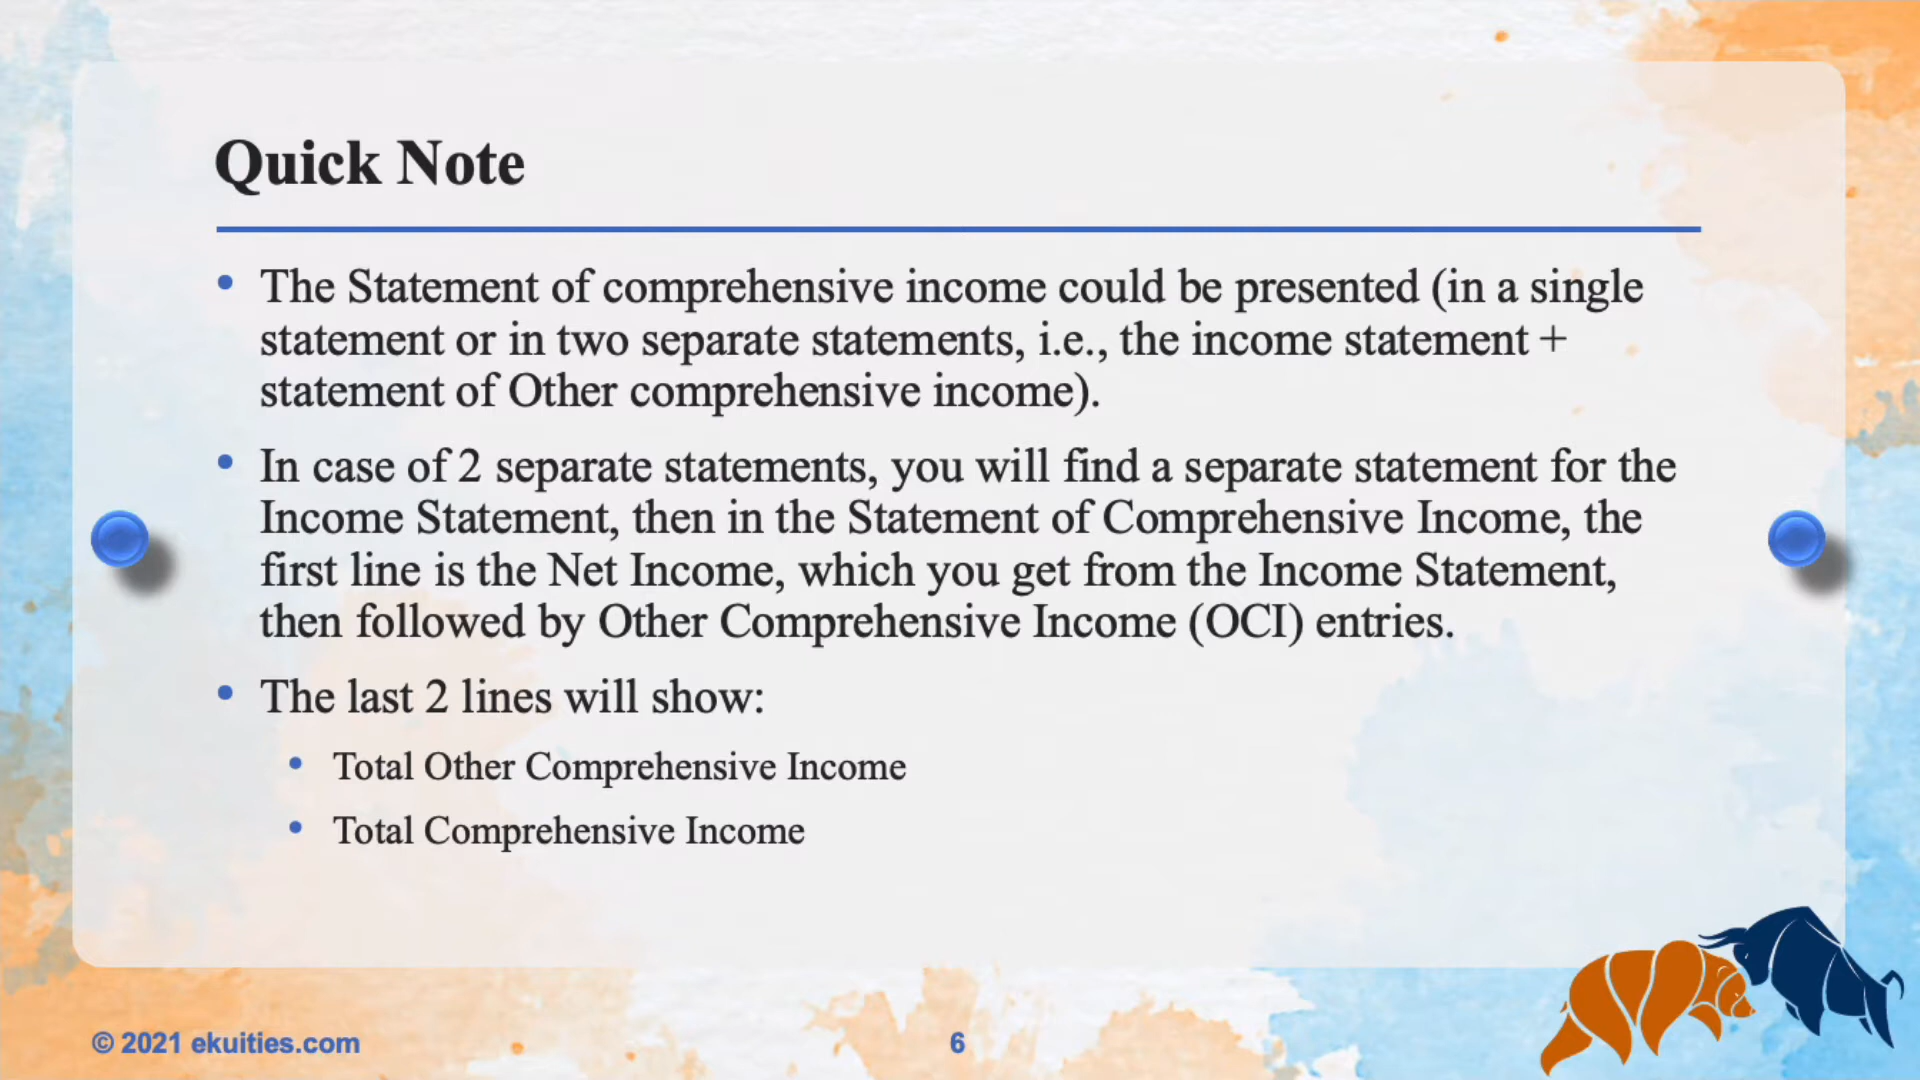 Quick Note
• The Statement of comprehensive income could be presented (in a single
statement or in two separate statements, i.e., the income statement +
statement of Other comprehensive income).
• In case of 2 separate statements, you will find a separate statement for the
Income Statement, then in the Statement of Comprehensive Income, the
first line is the Net Income, which you get from the Income Statement,
then followed by Other Comprehensive Income (OCI) entries.
• The last 2 lines will show:
• Total Other Comprehensive Income
• Total Comprehensive Income
© 2021 ekuities.com
6